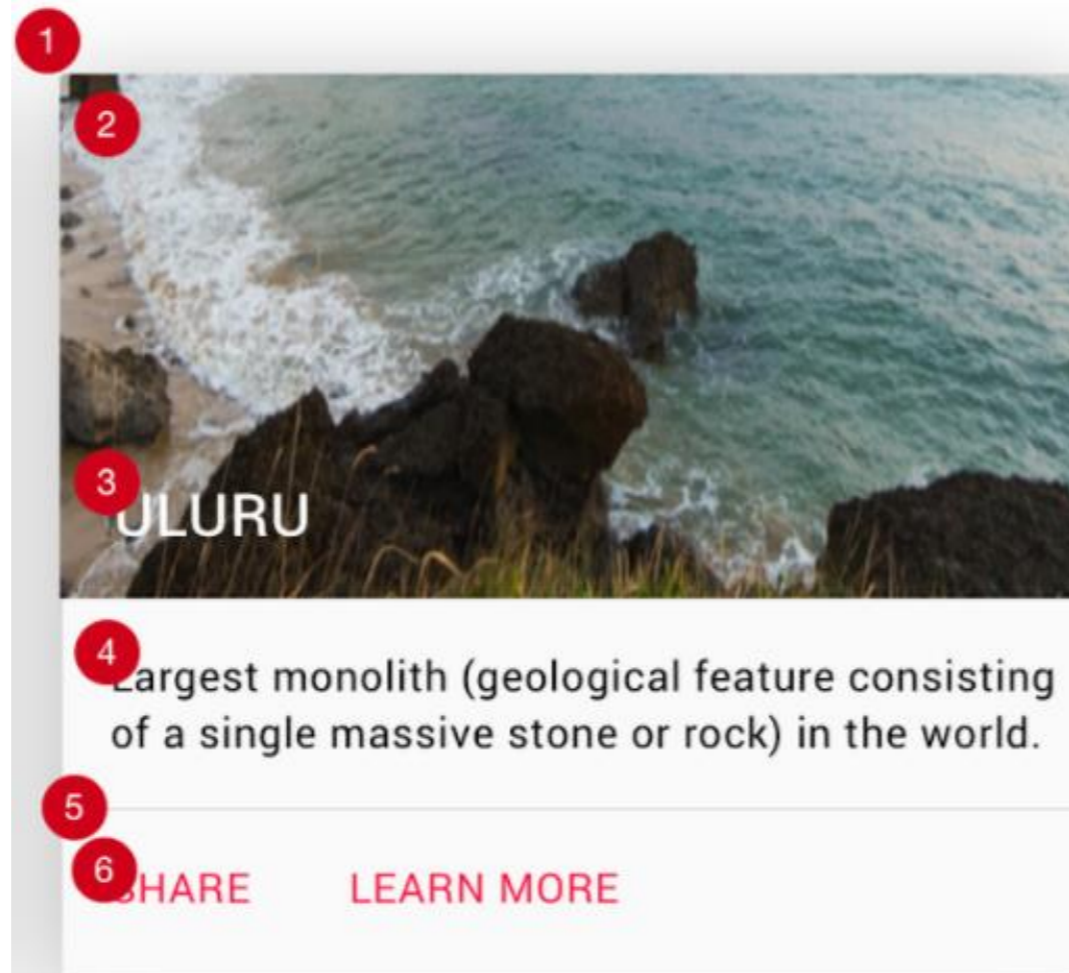 1
2
3
ULURU
4
Largest monolith (geological feature consisting
of a single massive stone or rock) in the world.
5
6
SHARE LEARN MORE